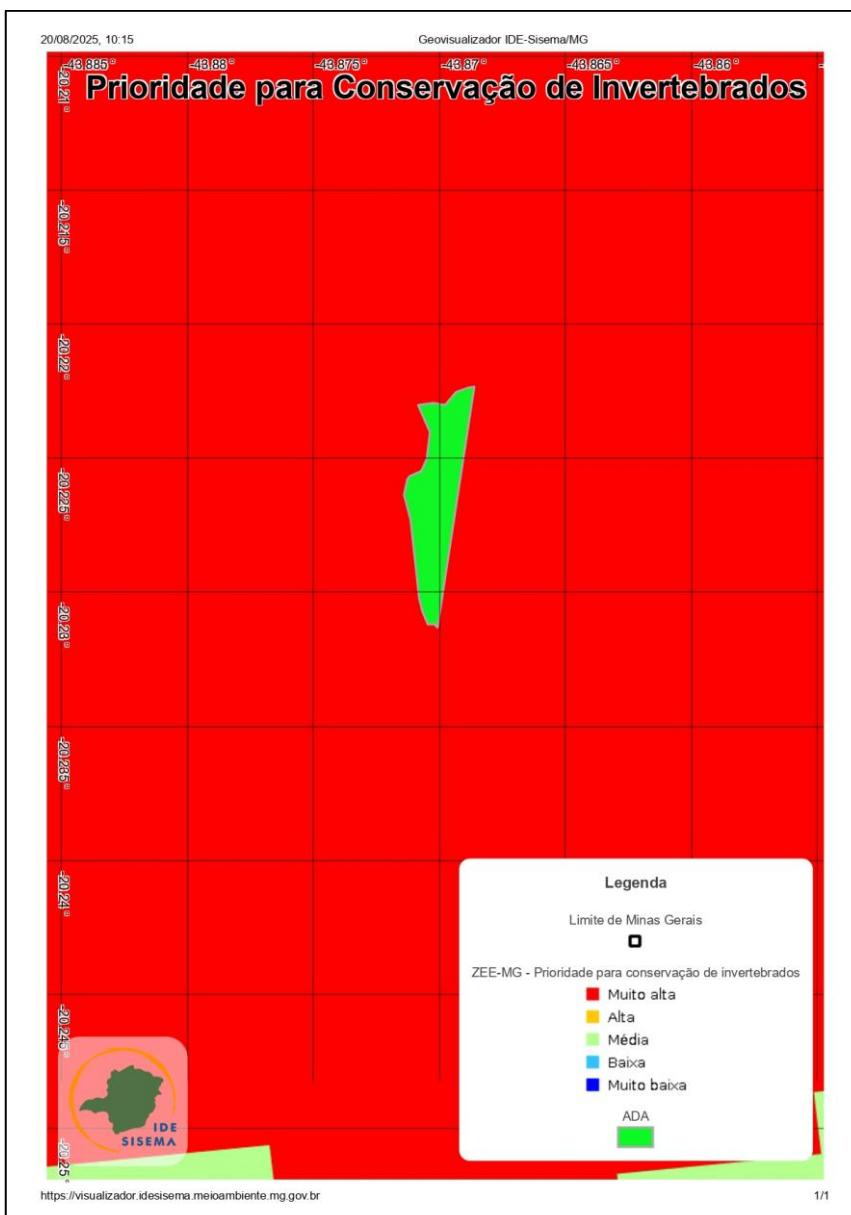 20/08/2025, 10:15
Geovisualizador IDE-Sisema/MG
-43.885 °
-43.88 °
-43.875 °
-43.87 °
-43.865 °
-43.86 °
Prioridade para Conservação de Invertebrados
-20.21 °
-20.215 °
-20.22 °
-20.225 °
-20.23 °
-20.235 °
-20.24 °
-20.245 °
-20.25 °
Legenda
Limite de Minas Gerais
ZEE-MG - Prioridade para conservação de invertebrados
Muito alta
Alta
Média
Baixa
Muito baixa
ADA
IDE
SISEMA
https://visualizador.idesisema.meioambiente.mg.gov.br
1/1